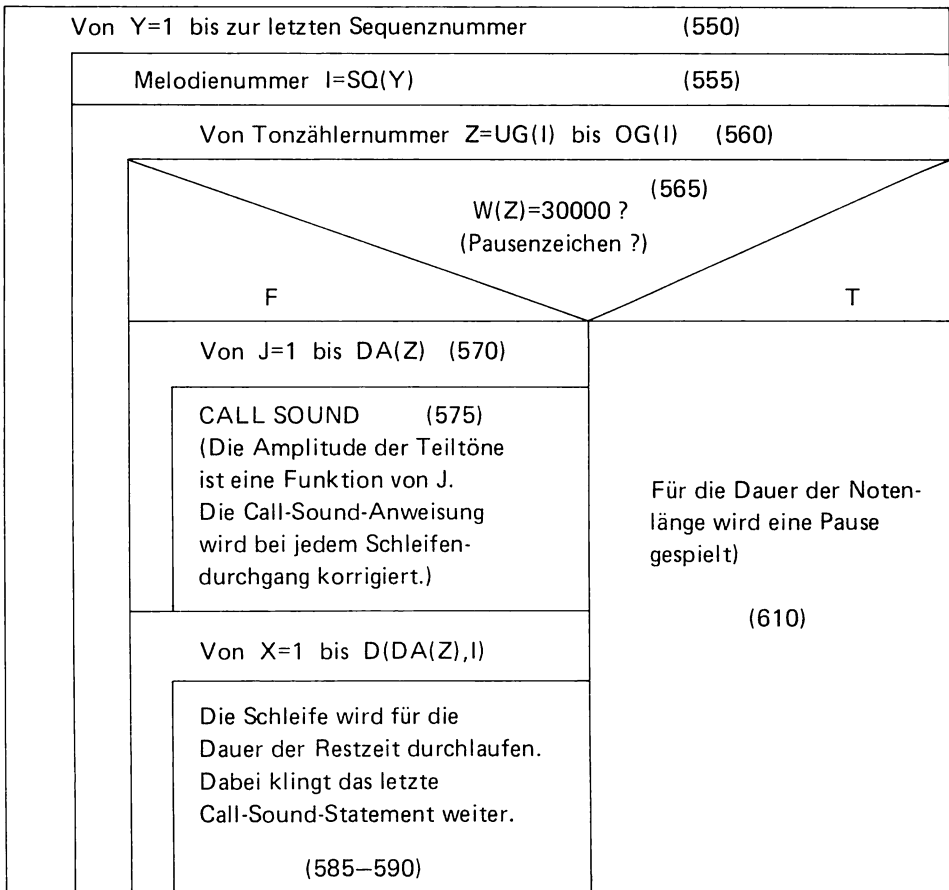 Von Y=1 bis zur letzten Sequenznummer (550)
Melodienummer I=SQ(Y) (555)
Von Tonzählernummer Z=UG(I) bis OG(I) (560)
(565)
W(Z)=30000 ?
(Pausenzeichen ?)
F
T
Von J=1 bis DA(Z) (570)
CALL SOUND (575)
(Die Amplitude der Teiltöne
ist eine Funktion von J.
Die Call-Sound-Anweisung
wird bei jedem Schleifen-
durchgang korrigiert.)
Für die Dauer der Noten-
länge wird eine Pause
gespielt)
(610)
Von X=1 bis D(DA(Z),I)
Die Schleife wird für die
Dauer der Restzeit durchlaufen.
Dabei klingt das letzte
Call-Sound-Statement weiter.
(585–590)